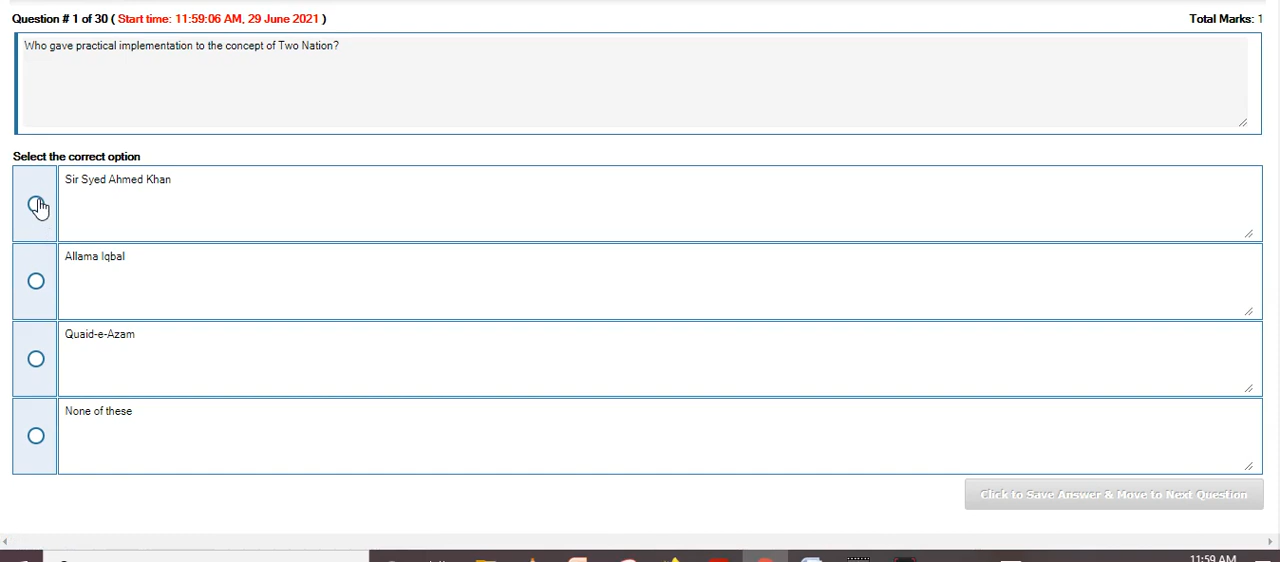 Question # 1 of 30 ( Start time: 11:59:06 AM, 29 June 2021 ) Total Marks: 1
Who gave practical implementation to the concept of Two Nation?
Select the correct option
Sir Syed Ahmed Khan
Allama Iqbal
Quaid-e-Azam
None of these
Click to Save Answer & Move to Next Question
11:59 AM